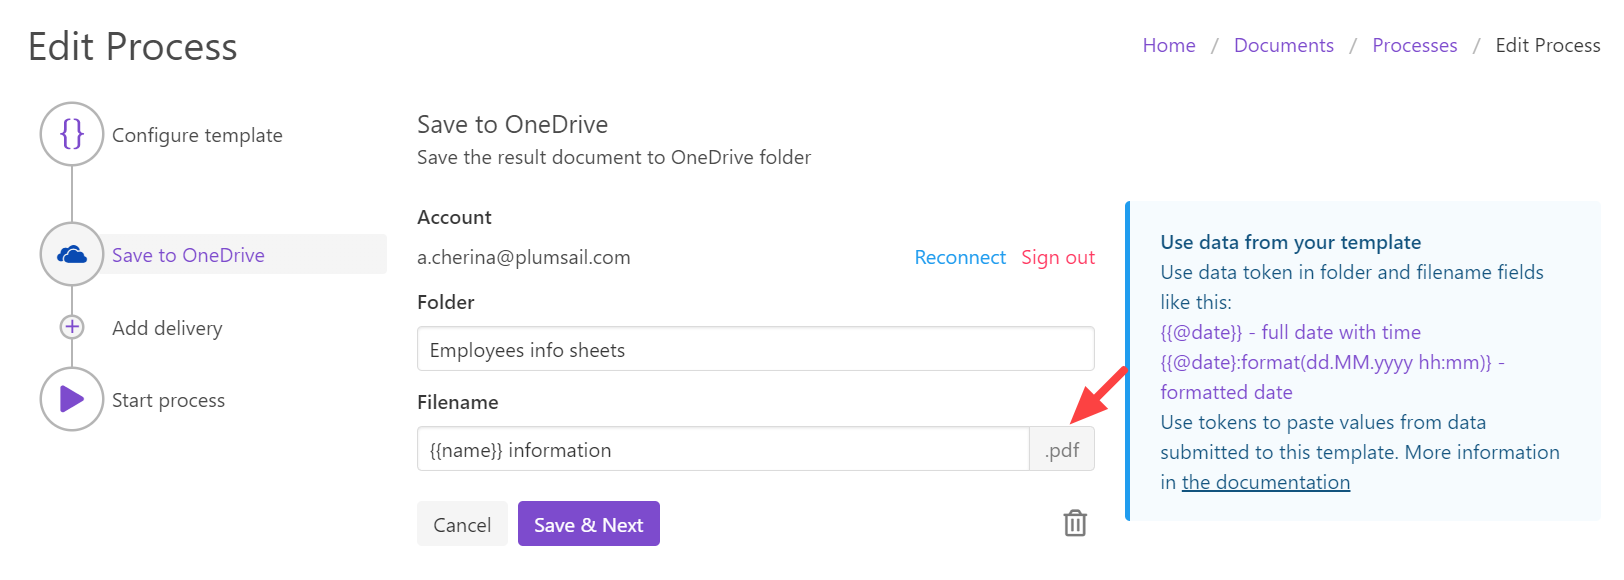 Edit Process
Home / Documents / Processes / Edit Process
{}
Configure template
Save to OneDrive
Add delivery
Start process
Save to OneDrive
Save the result document to OneDrive folder
Account
a.cherina@plumsail.com
Reconnect Sign out
Folder
Employees info sheets
Filename
{{name}} information .pdf
Cancel Save & Next
Use data from your template
Use data token in folder and filename fields
like this:
{{@date}} - full date with time
{{@date}:format(dd.MM.yyyy hh:mm)} -
formatted date
Use tokens to paste values from data
submitted to this template. More information
in the documentation